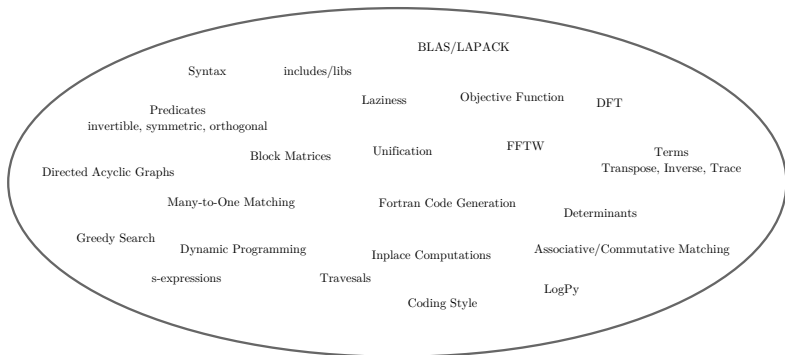 BLAS/LAPACK
Syntax
includes/libs
Laziness
Objective Function
DFT
Predicates
invertible, symmetric, orthogonal
Block Matrices
Unification
FFTW
Terms
Transpose, Inverse, Trace
Directed Acyclic Graphs
Many-to-One Matching
Fortran Code Generation
Determinants
Greedy Search
Dynamic Programming
Inplace Computations
Associative/Commutative Matching
s-expressions
Travesals
LogPy
Coding Style